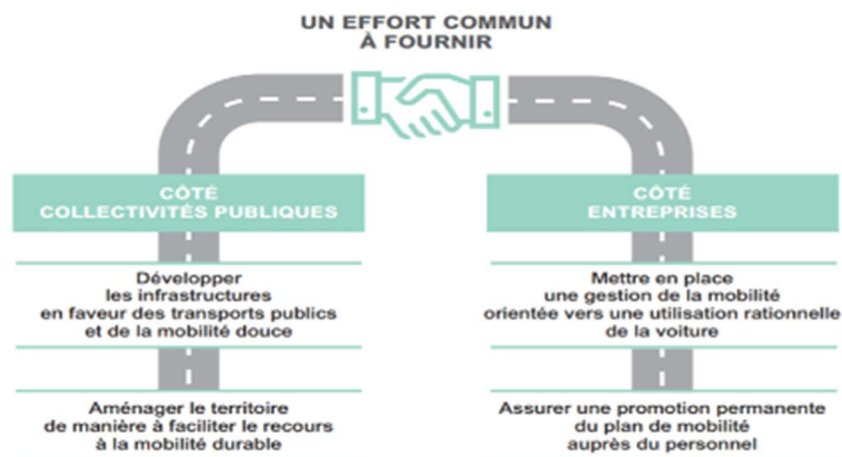 UN EFFORT COMMUN
À FOURNIR
CÔTÉ
COLLECTIVITÉS PUBLIQUES
Développer
les infrastructures
en faveur des transports publics
et de la mobilité douce
Aménager le territoire
de manière à faciliter le recours
à la mobilité durable
CÔTÉ
ENTREPRISES
Mettre en place
une gestion de la mobilité
orientée vers une utilisation rationnelle
de la voiture
Assurer une promotion permanente
du plan de mobilité
auprès du personnel